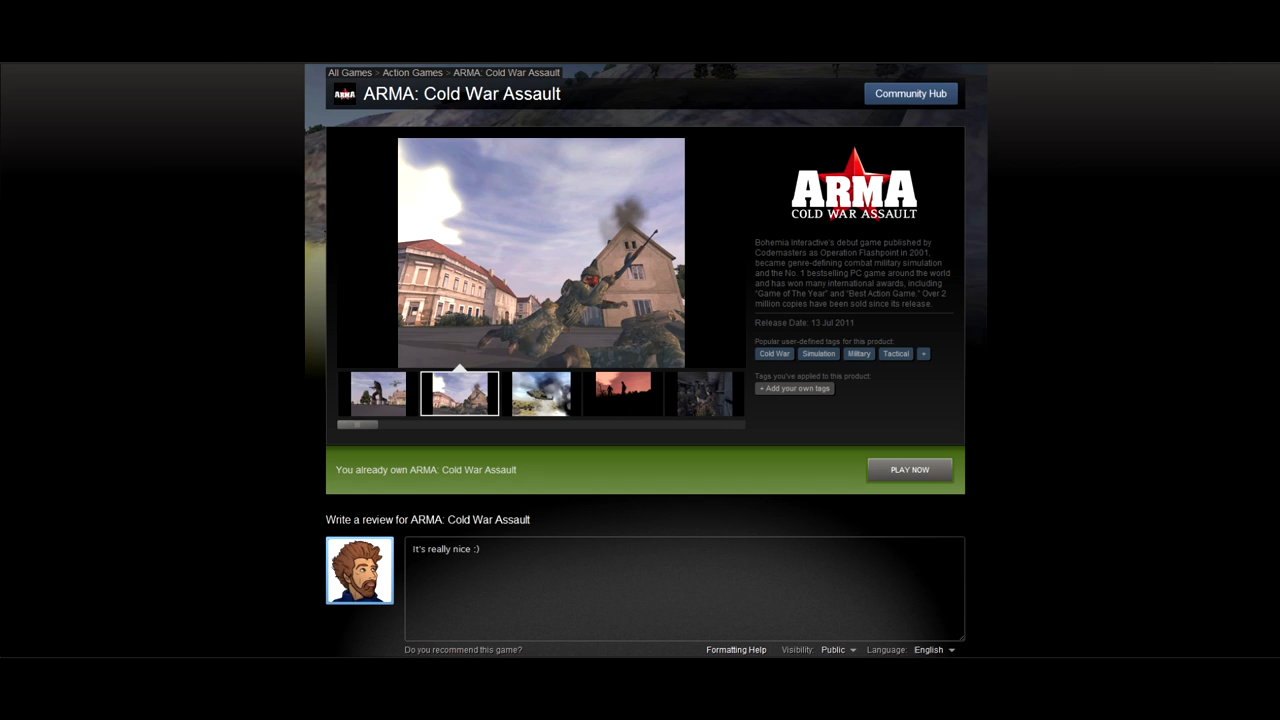 All Games > Action Games > ARMA: Cold War Assault
ARMA
ARMA: Cold War Assault
Community Hub
ARMA
COLD WAR ASSAULT
Bohemia Interactive's debut game published by
Codemasters as Operation Flashpoint in 2001,
became genre-defining combat military simulation
and the No. 1 bestselling PC game around the world
and has won many international awards, including
“Game of The Year” and “Best Action Game.” Over 2
million copies have been sold since its release.
Release Date: 13 Jul 2011
Popular user-defined tags for this product:
Cold War Simulation Military Tactical +
Tags you've applied to this product:
+ Add your own tags
You already own ARMA: Cold War Assault
PLAY NOW
Write a review for ARMA: Cold War Assault
It's really nice :)
Do you recommend this game?
Formatting Help Visibility: Public Language: English